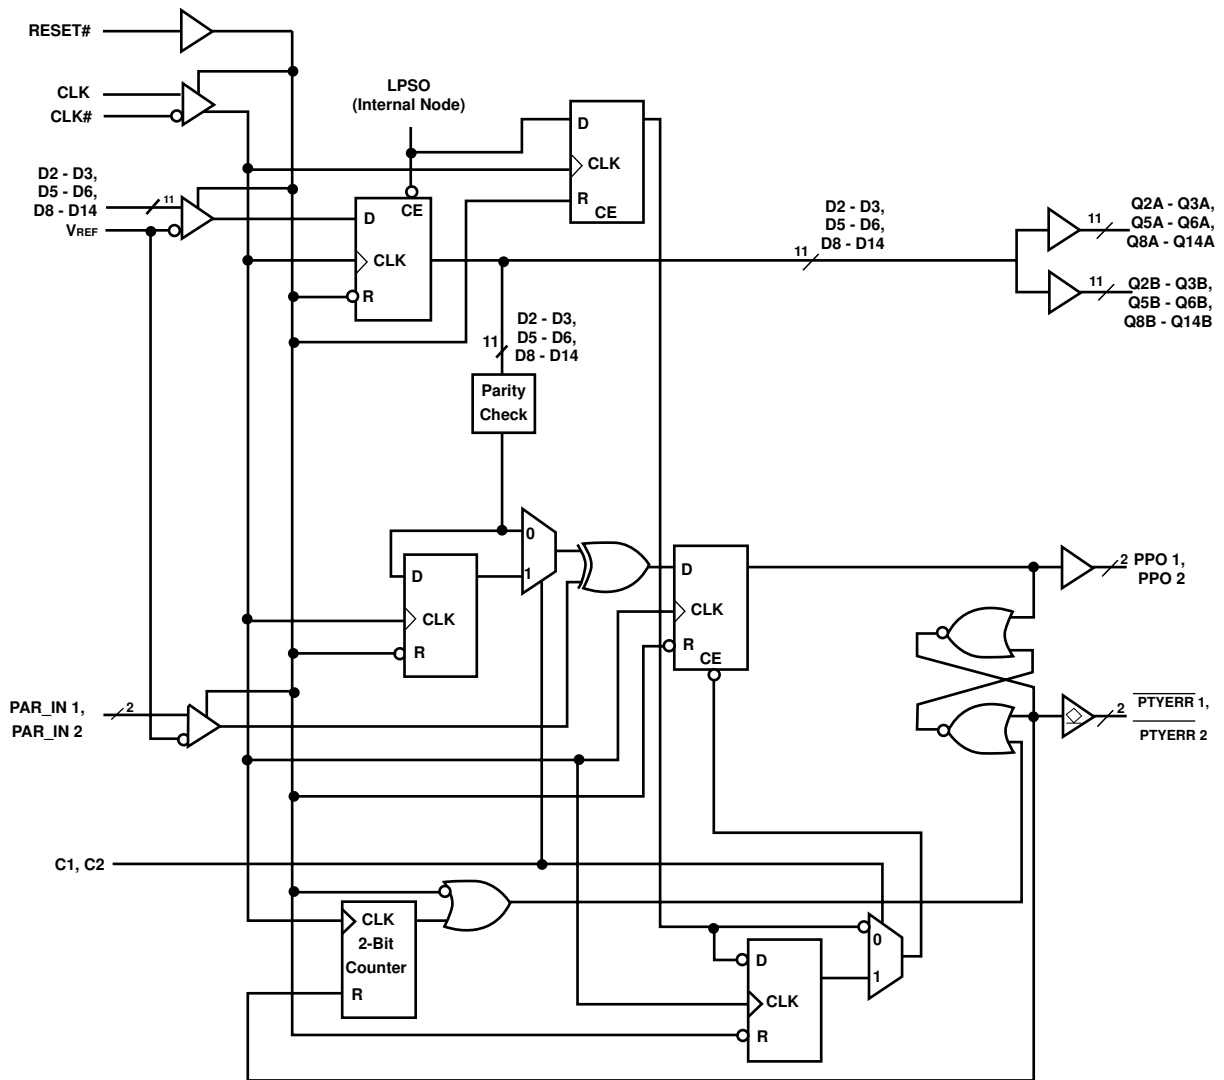 RESET#
CLK
CLK#
LPSO
(Internal Node)
D
CLK
R
CE
D2 - D3,
D5 - D6,
D8 - D14
11
VREF
CE
D
CLK
R
D2 - D3,
D5 - D6,
D8 - D14
11
11
Q2A - Q3A,
Q5A - Q6A,
Q8A - Q14A
11
Q2B - Q3B,
Q5B - Q6B,
Q8B - Q14B
D2 - D3,
D5 - D6,
D8 - D14
11
Parity
Check
0
1
D
CLK
R
D
CLK
R
CE
2
PPO 1,
PPO 2
PAR_IN 1,
PAR_IN 2
2
2
PTYERR 1,
PTYERR 2
C1, C2
CLK
2-Bit
Counter
R
0
1
D
CLK
R